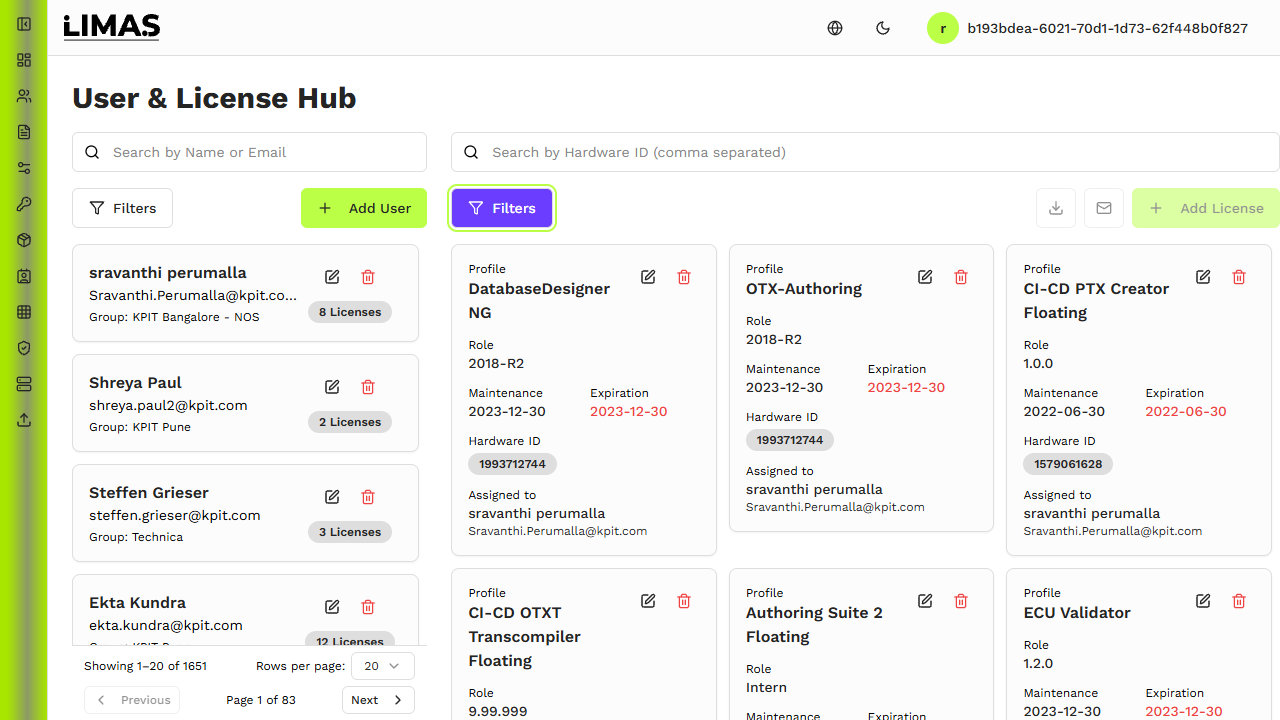 LIMAS
r
b193bdea-6021-70d1-1d73-62f448b0f827
User & License Hub
Search by Name or Email
Search by Hardware ID (comma separated)
Filters
Add User
Filters
Add License
sravanthi perumalla
Sravanthi.Perumalla@kpit.co...
Group: KPIT Bangalore - NOS
8 Licenses
Shreya Paul
shreya.paul2@kpit.com
Group: KPIT Pune
2 Licenses
Steffen Grieser
steffen.grieser@kpit.com
Group: Technica
3 Licenses
Ekta Kundra
ekta.kundra@kpit.com
12 Licenses
Showing 1–20 of 1651
Rows per page:
20
Previous
Page 1 of 83
Next
Profile
DatabaseDesigner
NG
Role
2018-R2
Maintenance
Expiration
2023-12-30
2023-12-30
Hardware ID
1993712744
Assigned to
sravanthi perumalla
Sravanthi.Perumalla@kpit.com
Profile
OTX-Authoring
Role
2018-R2
Maintenance
Expiration
2023-12-30
2023-12-30
Hardware ID
1993712744
Assigned to
sravanthi perumalla
Sravanthi.Perumalla@kpit.com
Profile
CI-CD PTX Creator
Floating
Role
1.0.0
Maintenance
Expiration
2022-06-30
2022-06-30
Hardware ID
1579061628
Assigned to
sravanthi perumalla
Sravanthi.Perumalla@kpit.com
Profile
CI-CD OTXT
Transcompiler
Floating
Role
9.99.999
Profile
Authoring Suite 2
Floating
Role
Intern
Maintenance
Expiration
Profile
ECU Validator
Role
1.2.0
Maintenance
Expiration
2023-12-30
2023-12-30